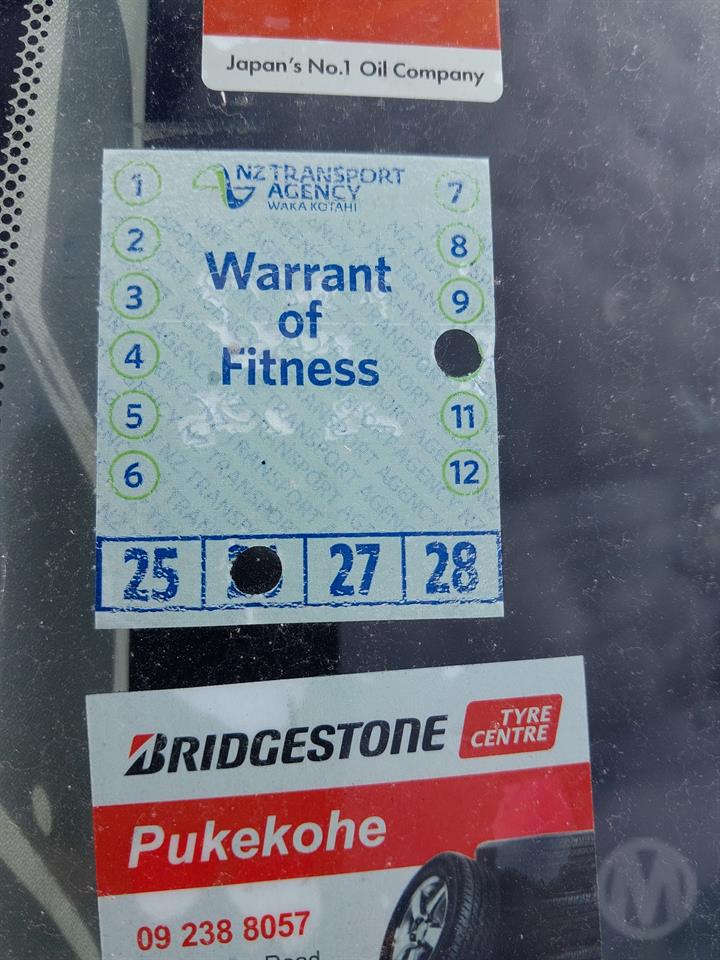 Japan's No.1 Oil Company
NZ TRANSPORT
AGENCY
WAKA KOTAHI
1
2
3
4
5
6
7
8
9
11
12
Warrant
of
Fitness
25 27 28
BRIDGESTONE
TYRE
CENTRE
Pukekohe
09 238 8057
Road
M